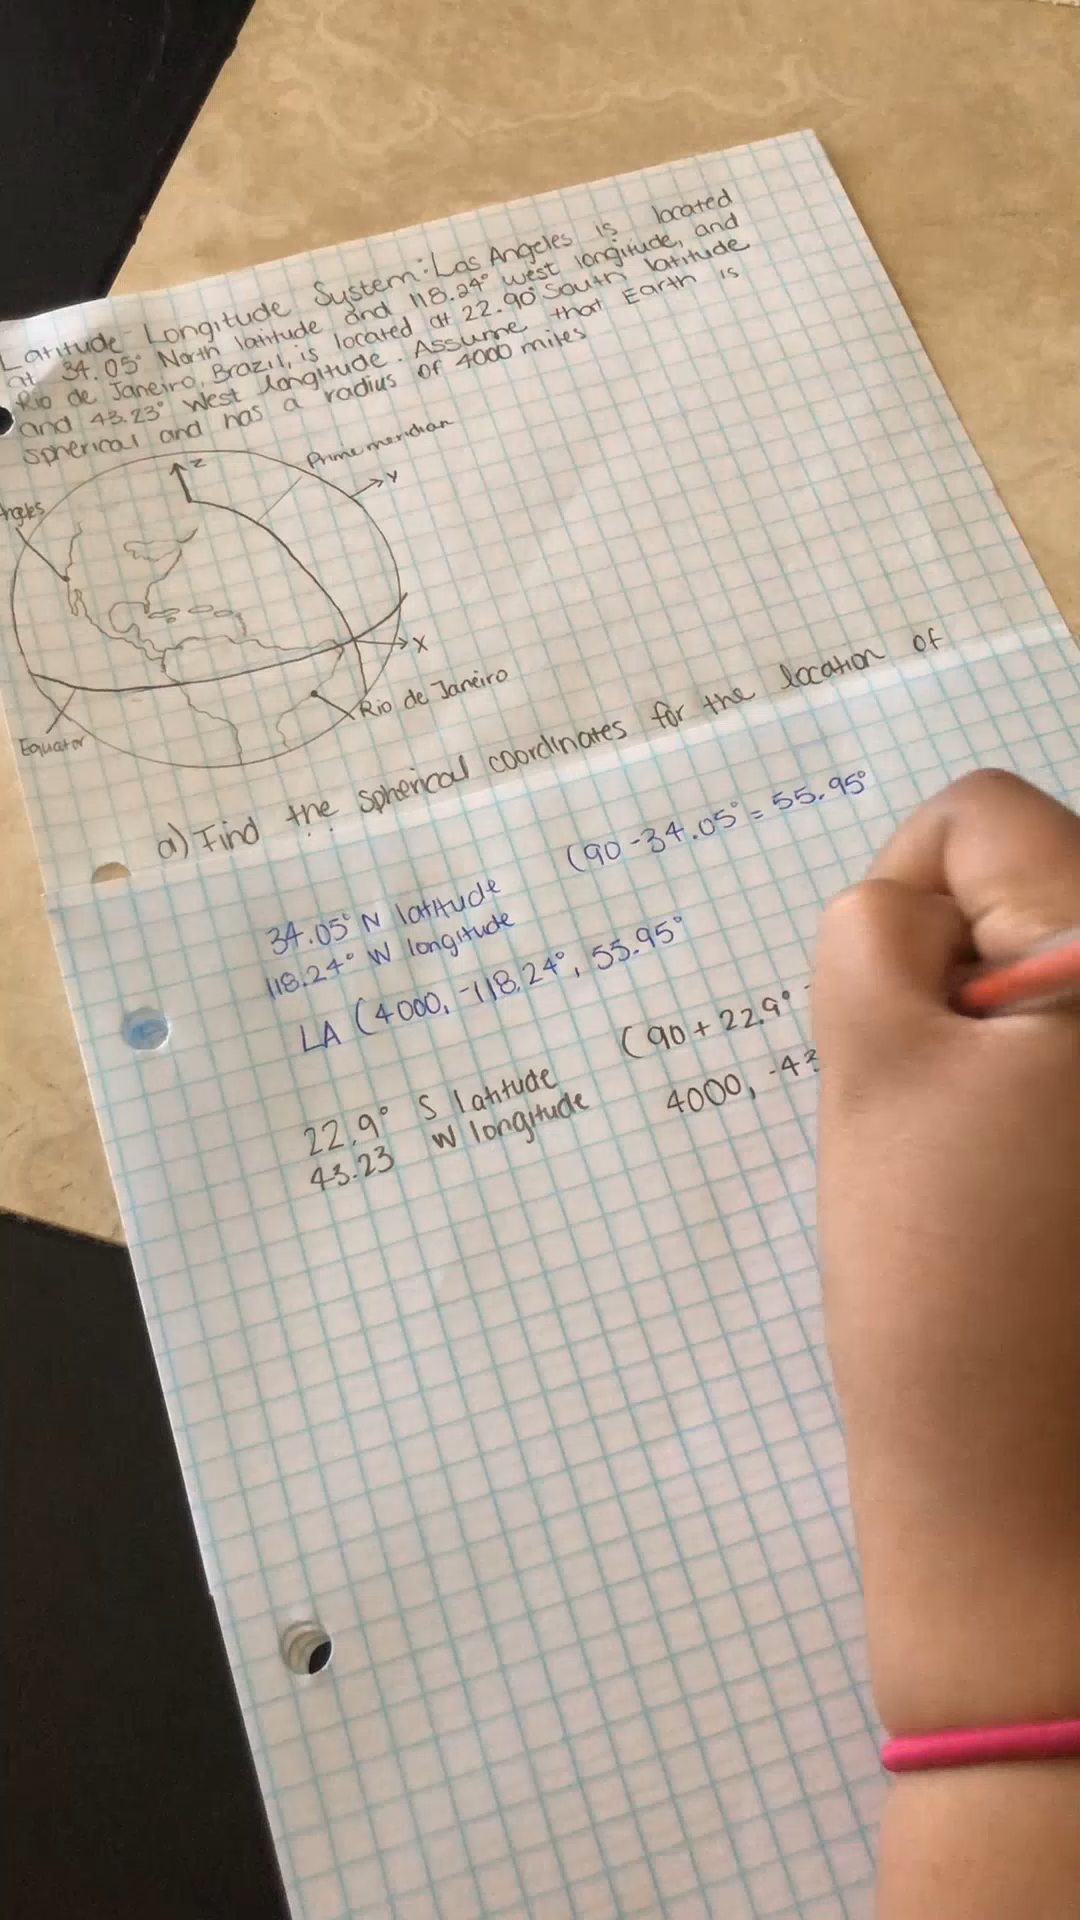 Latitude-Longitude System: Los Angeles is located
at 34.05° North latitude and 118.24° west longitude, and
Rio de Janeiro, Brazil, is located at 22.90° South latitude
and 43.23° West longitude. Assume that Earth is
spherical and has a radius of 4000 miles
Z
Prime meridian
Y
X
Rio de Janeiro
Equator
a) Find the spherical coordinates for the location of
34.05° N latitude (90-34.05° = 55.95°
118.24° W longitude
LA (4000, -118.24°, 55.95°
22.9° S latitude (90 + 22.9°
43.23 W longitude 4000, -43